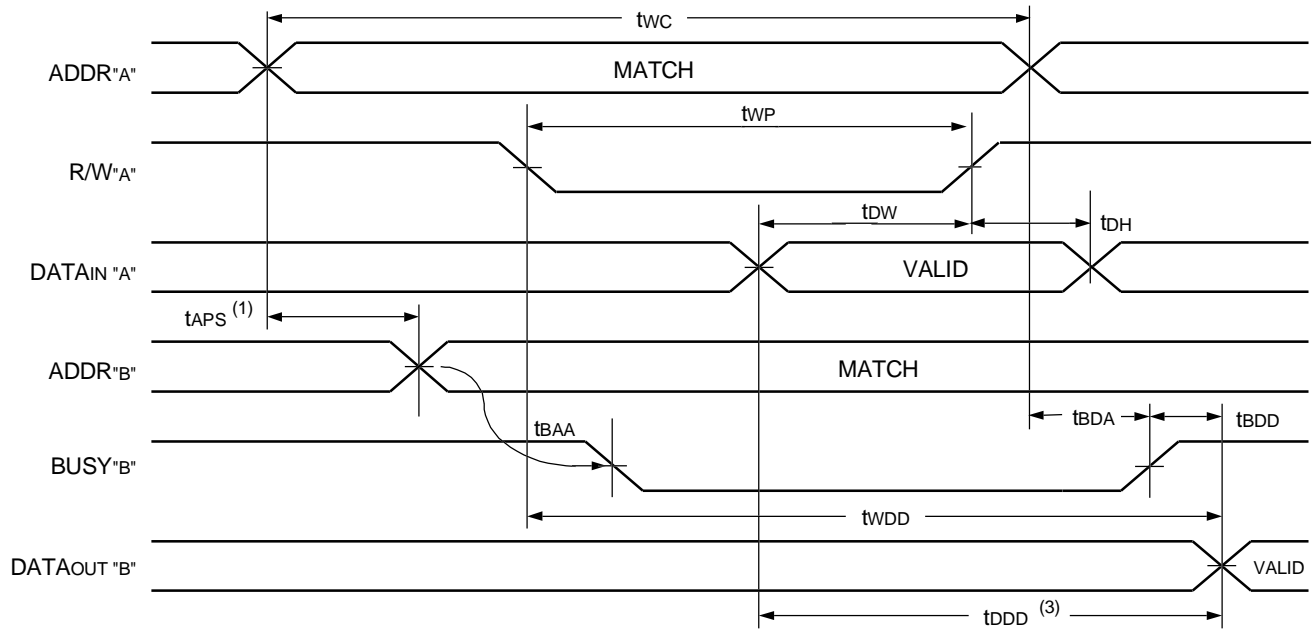 tWC
ADDR"A" MATCH
tWP
R/W"A"
tDW tDH
DATAIN "A" VALID
tAPS (1)
ADDR"B" MATCH
tBAA tBDA tBDD
BUSY"B"
tWDD
DATAOUT "B" VALID
tDDD (3)